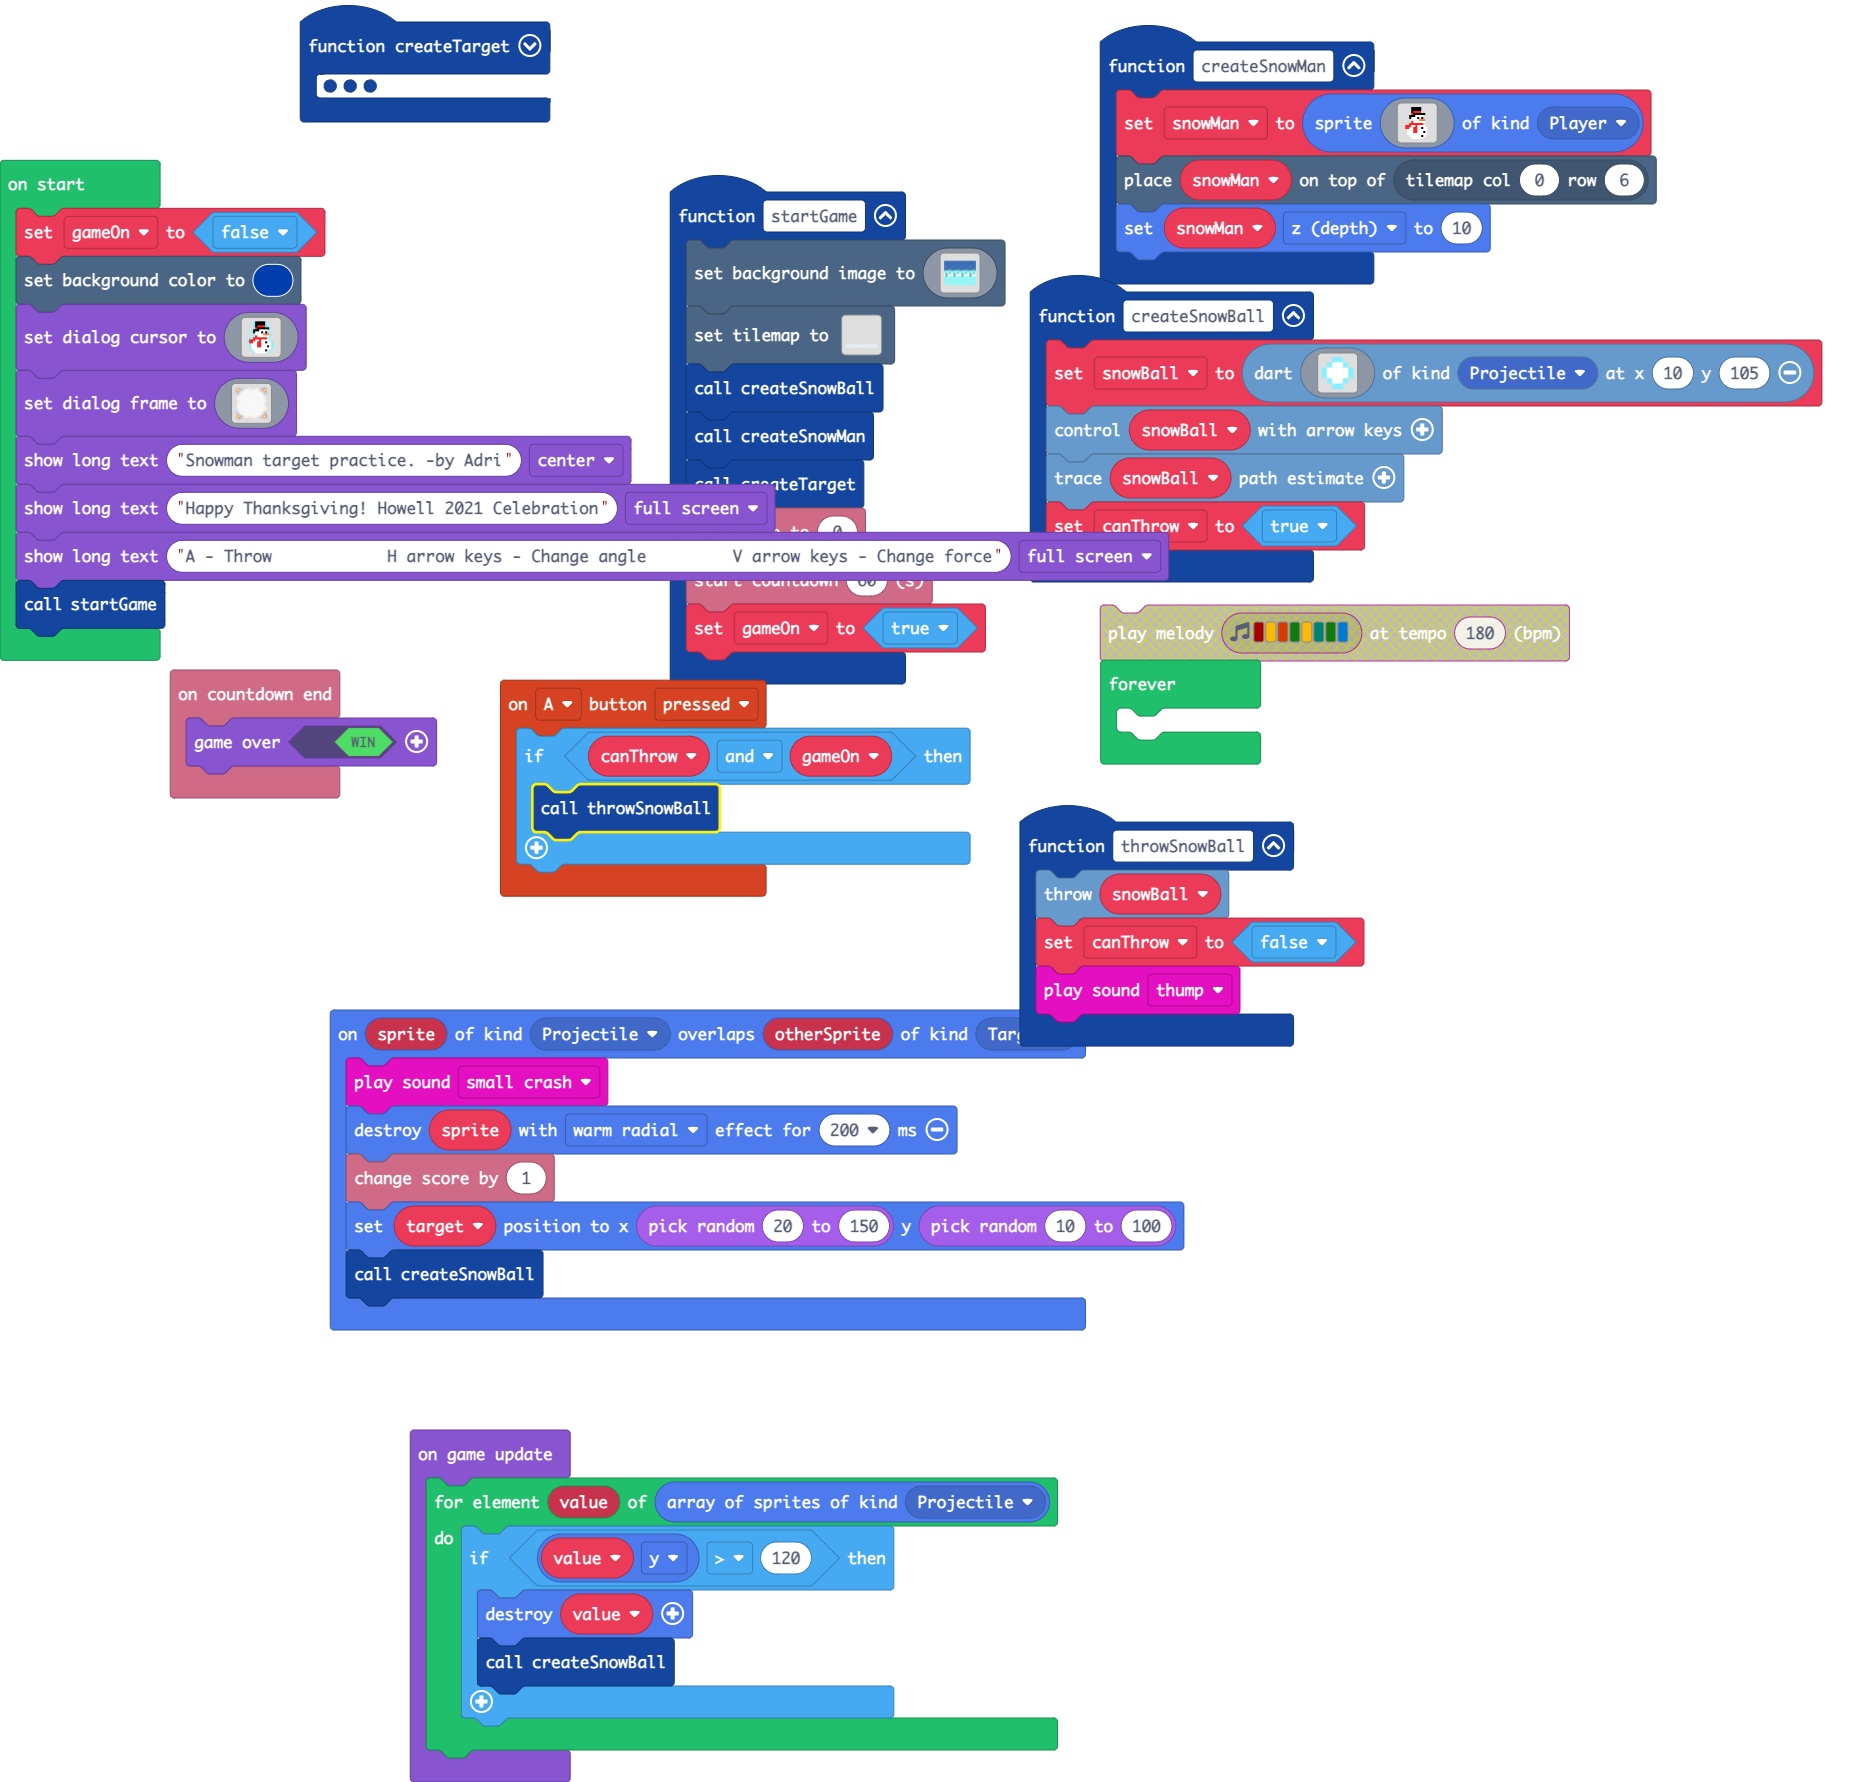 function createTarget
on start
set gameOn to false
set background color to
set dialog cursor to
set dialog frame to
show long text "Snowman target practice. -by Adri" center
show long text "Happy Thanksgiving! Howell 2021 Celebration" full screen
show long text "A - Throw H arrow keys - Change angle V arrow keys - Change force" full screen
call startGame
function startGame
set background image to
set tilemap to
call createSnowBall
call createSnowMan
call createTarget
to 0
start countdown 60 (s)
set gameOn to true
function createSnowMan
set snowMan to sprite of kind Player
place snowMan on top of tilemap col 0 row 6
set snowMan z (depth) to 10
function createSnowBall
set snowBall to dart of kind Projectile at x 10 y 105
control snowBall with arrow keys
trace snowBall path estimate
set canThrow to true
play melody at tempo 180 (bpm)
forever
on countdown end
game over WIN
on A button pressed
if canThrow and gameOn then
call throwSnowBall
function throwSnowBall
throw snowBall
set canThrow to false
play sound thump
on sprite of kind Projectile overlaps otherSprite of kind
play sound small crash
destroy sprite with warm radial effect for 200 ms
change score by 1
set target position to x pick random 20 to 150 y pick random 10 to 100
call createSnowBall
on game update
for element value of array of sprites of kind Projectile
do
if value y > 120 then
destroy value
call createSnowBall